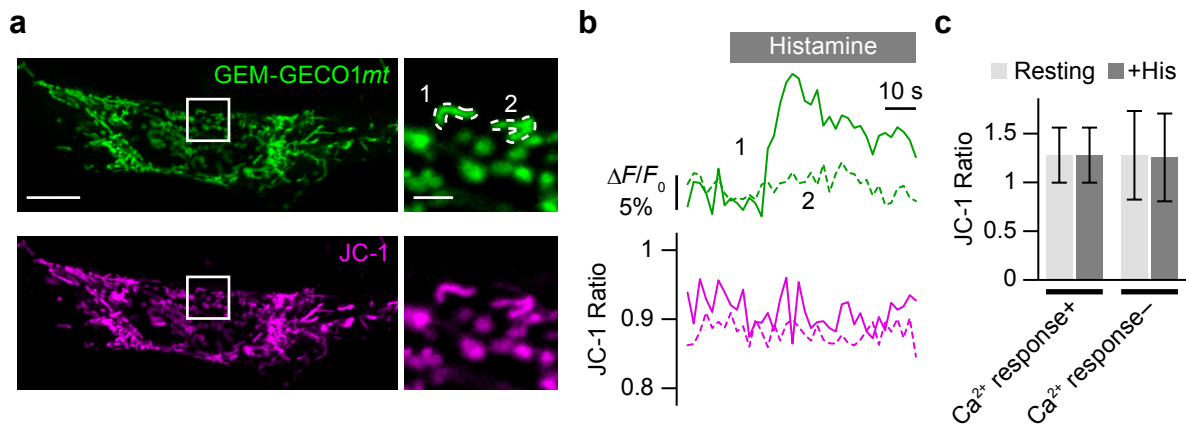 a
GEM-GECO1mt
1
2
JC-1
b
Histamine
10 s
1
2
ΔF/F₀
5%
1
0.9
0.8
JC-1 Ratio
c
Resting
+His
1.5
1
0.5
0
JC-1 Ratio
Ca²⁺ response+
Ca²⁺ response–